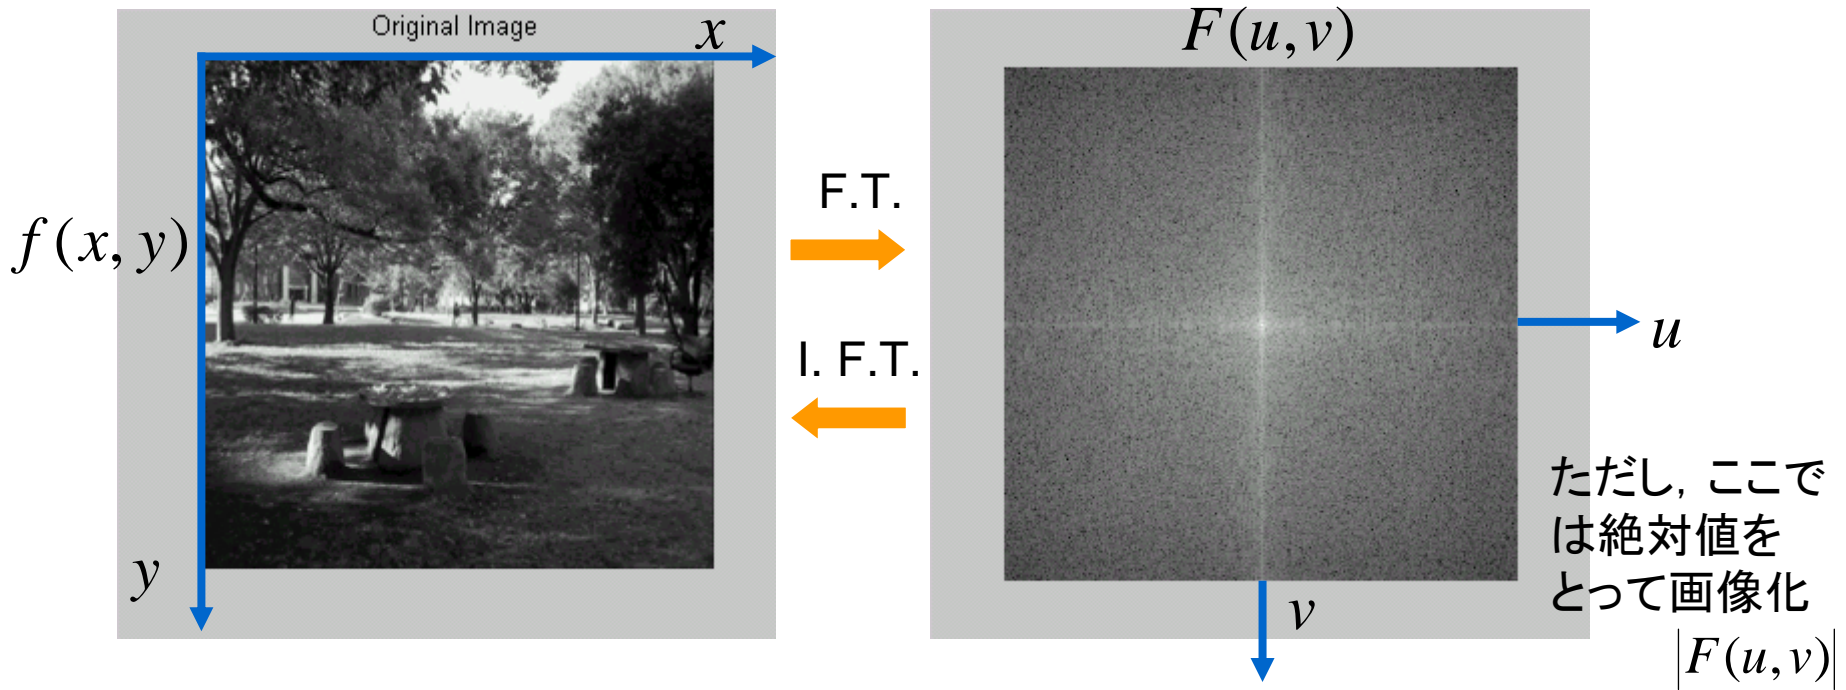 Original Image
x
f(x, y)
y
F.T.
I. F.T.
F(u, v)
u
v
ただし, ここで
は絶対値を
とって画像化
|F(u, v)|